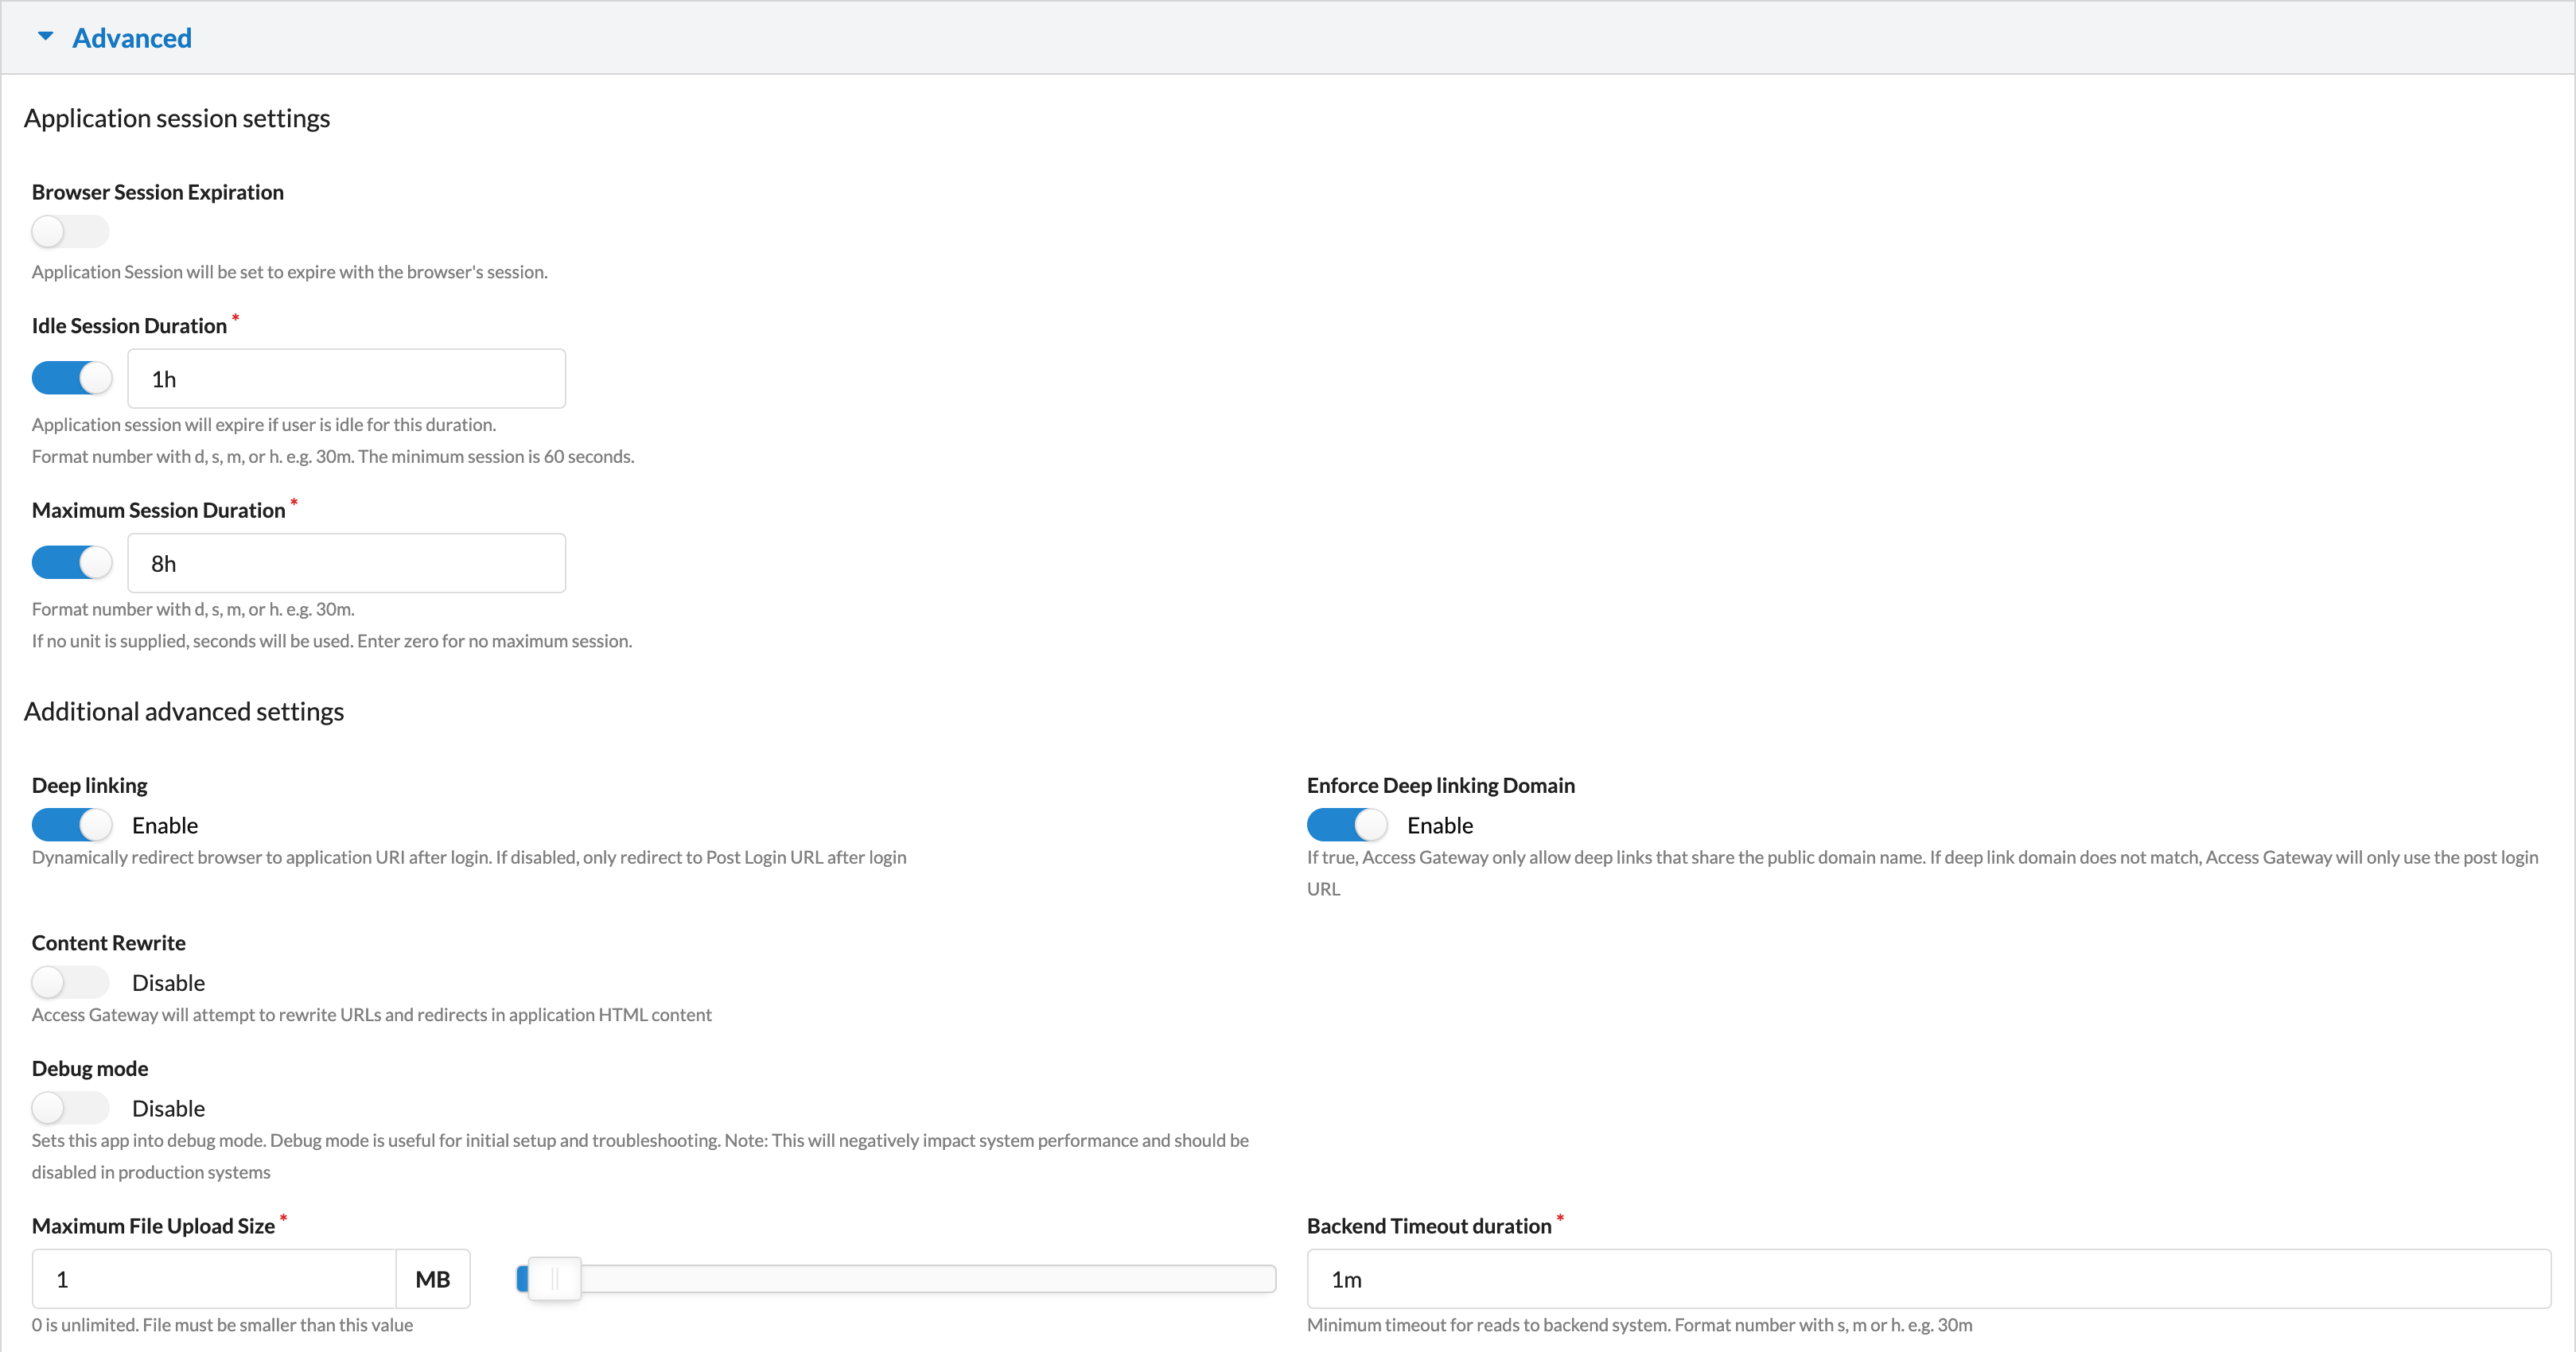 Advanced
Application session settings
Browser Session Expiration
Application Session will be set to expire with the browser's session.
Idle Session Duration *
1h
Application session will expire if user is idle for this duration.
Format number with d, s, m, or h. e.g. 30m. The minimum session is 60 seconds.
Maximum Session Duration *
8h
Format number with d, s, m, or h. e.g. 30m.
If no unit is supplied, seconds will be used. Enter zero for no maximum session.
Additional advanced settings
Deep linking
Enable
Dynamically redirect browser to application URI after login. If disabled, only redirect to Post Login URL after login
Enforce Deep linking Domain
Enable
If true, Access Gateway only allow deep links that share the public domain name. If deep link domain does not match, Access Gateway will only use the post login
URL
Content Rewrite
Disable
Access Gateway will attempt to rewrite URLs and redirects in application HTML content
Debug mode
Disable
Sets this app into debug mode. Debug mode is useful for initial setup and troubleshooting. Note: This will negatively impact system performance and should be
disabled in production systems
Maximum File Upload Size *
1 MB
0 is unlimited. File must be smaller than this value
Backend Timeout duration *
1m
Minimum timeout for reads to backend system. Format number with s, m or h. e.g. 30m